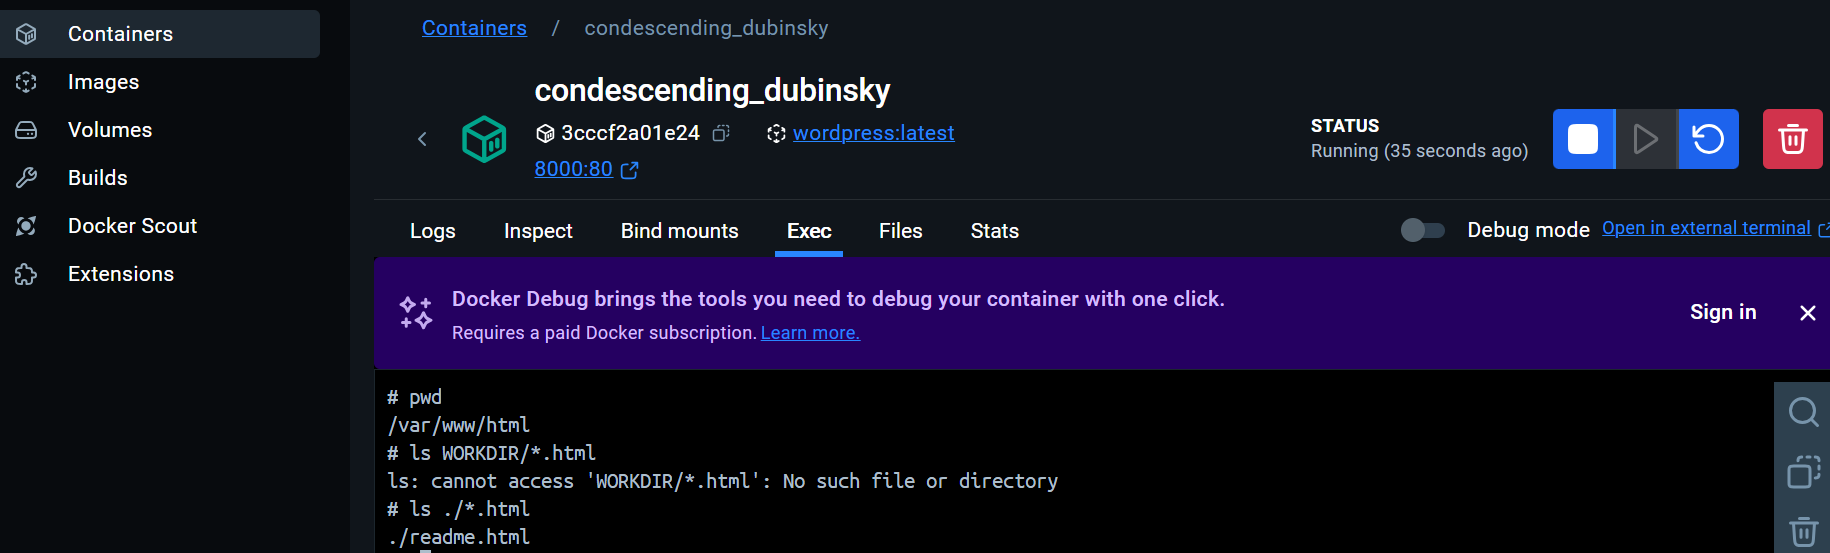 Containers
Images
Volumes
Builds
Docker Scout
Extensions
Containers / condescending_dubinsky
condescending_dubinsky
3cccf2a01e24 wordpress:latest
8000:80
STATUS
Running (35 seconds ago)
Logs Inspect Bind mounts Exec Files Stats
Debug mode Open in external terminal
Docker Debug brings the tools you need to debug your container with one click.
Requires a paid Docker subscription. Learn more.
Sign in
# pwd
/var/www/html
# ls WORKDIR/*.html
ls: cannot access 'WORKDIR/*.html': No such file or directory
# ls ./*.html
./readme.html